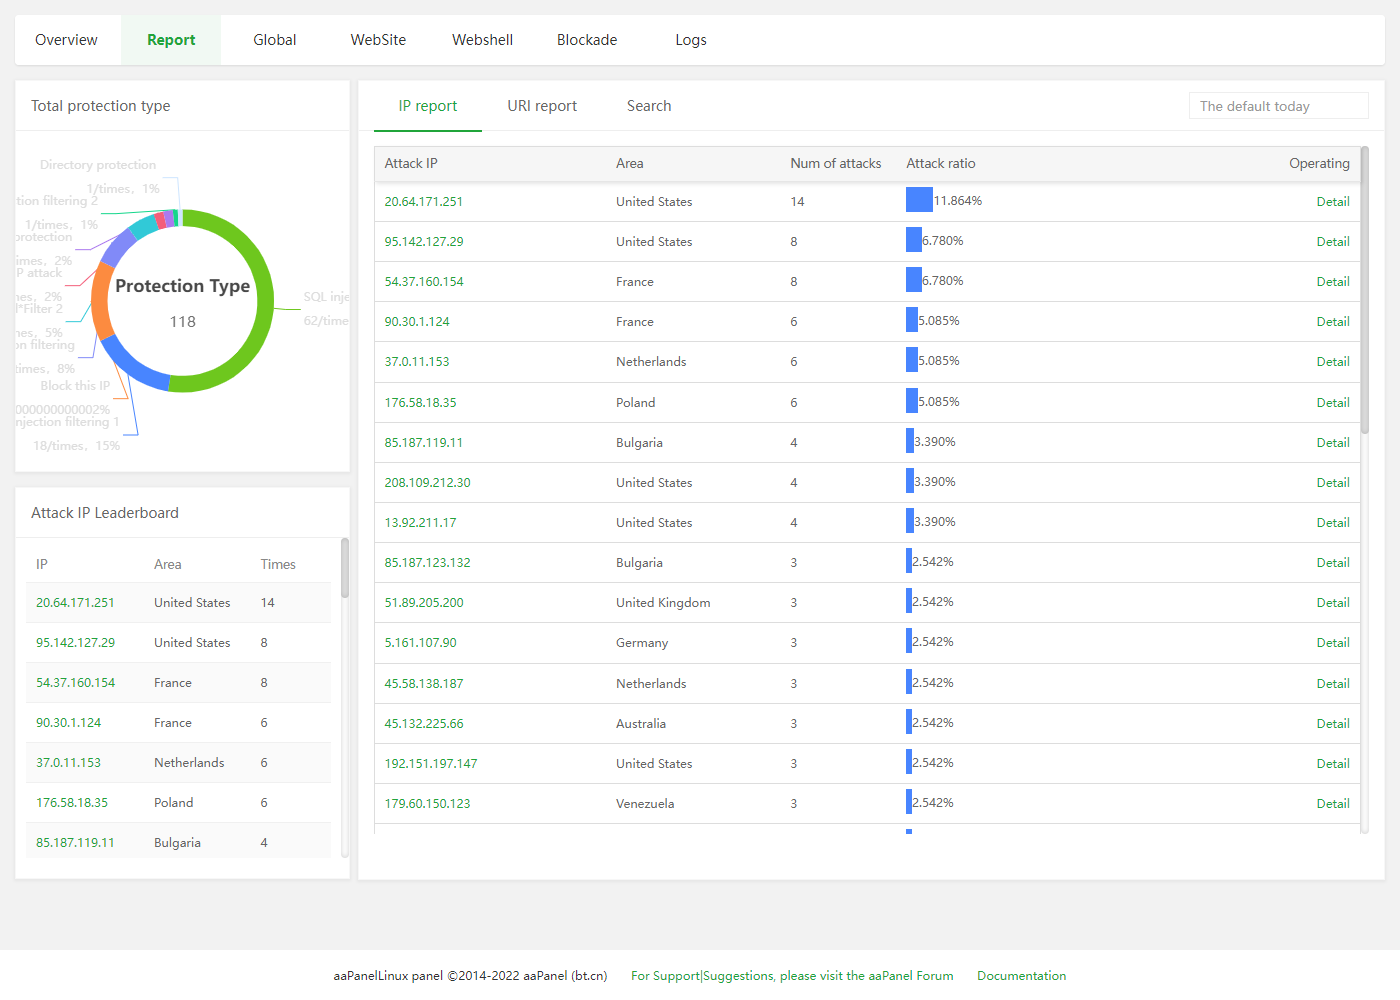 Overview Report Global WebSite Webshell Blockade Logs
Total protection type
Directory protection
1/times, 1%
tion filtering 2
1/times, 1%
protection
imes, 2%
P attack
nes, 2%
l*Filter 2
nes, 5%
on filtering
times, 8%
Block this IP
000000000002%
njection filtering 1
18/times, 15%
SQL inje
62/time
Protection Type
118
Attack IP Leaderboard
IP Area Times
20.64.171.251 United States 14
95.142.127.29 United States 8
54.37.160.154 France 8
90.30.1.124 France 6
37.0.11.153 Netherlands 6
176.58.18.35 Poland 6
85.187.119.11 Bulgaria 4
IP report URI report Search The default today
Attack IP Area Num of attacks Attack ratio Operating
20.64.171.251 United States 14 11.864% Detail
95.142.127.29 United States 8 6.780% Detail
54.37.160.154 France 8 6.780% Detail
90.30.1.124 France 6 5.085% Detail
37.0.11.153 Netherlands 6 5.085% Detail
176.58.18.35 Poland 6 5.085% Detail
85.187.119.11 Bulgaria 4 3.390% Detail
208.109.212.30 United States 4 3.390% Detail
13.92.211.17 United States 4 3.390% Detail
85.187.123.132 Bulgaria 3 2.542% Detail
51.89.205.200 United Kingdom 3 2.542% Detail
5.161.107.90 Germany 3 2.542% Detail
45.58.138.187 Netherlands 3 2.542% Detail
45.132.225.66 Australia 3 2.542% Detail
192.151.197.147 United States 3 2.542% Detail
179.60.150.123 Venezuela 3 2.542% Detail
aaPanelLinux panel ©2014-2022 aaPanel (bt.cn) For Support|Suggestions, please visit the aaPanel Forum Documentation